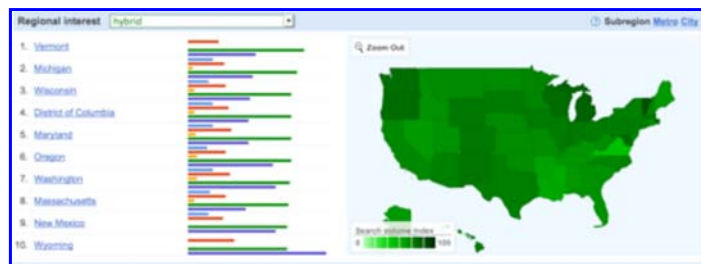 Regional interest hybrid Subregion Metro City
1. Vermont
2. Michigan
3. Wisconsin
4. District of Columbia
5. Maryland
6. Oregon
7. Washington
8. Massachusetts
9. New Mexico
10. Wyoming
Zoom Out
Search volume index
0 100